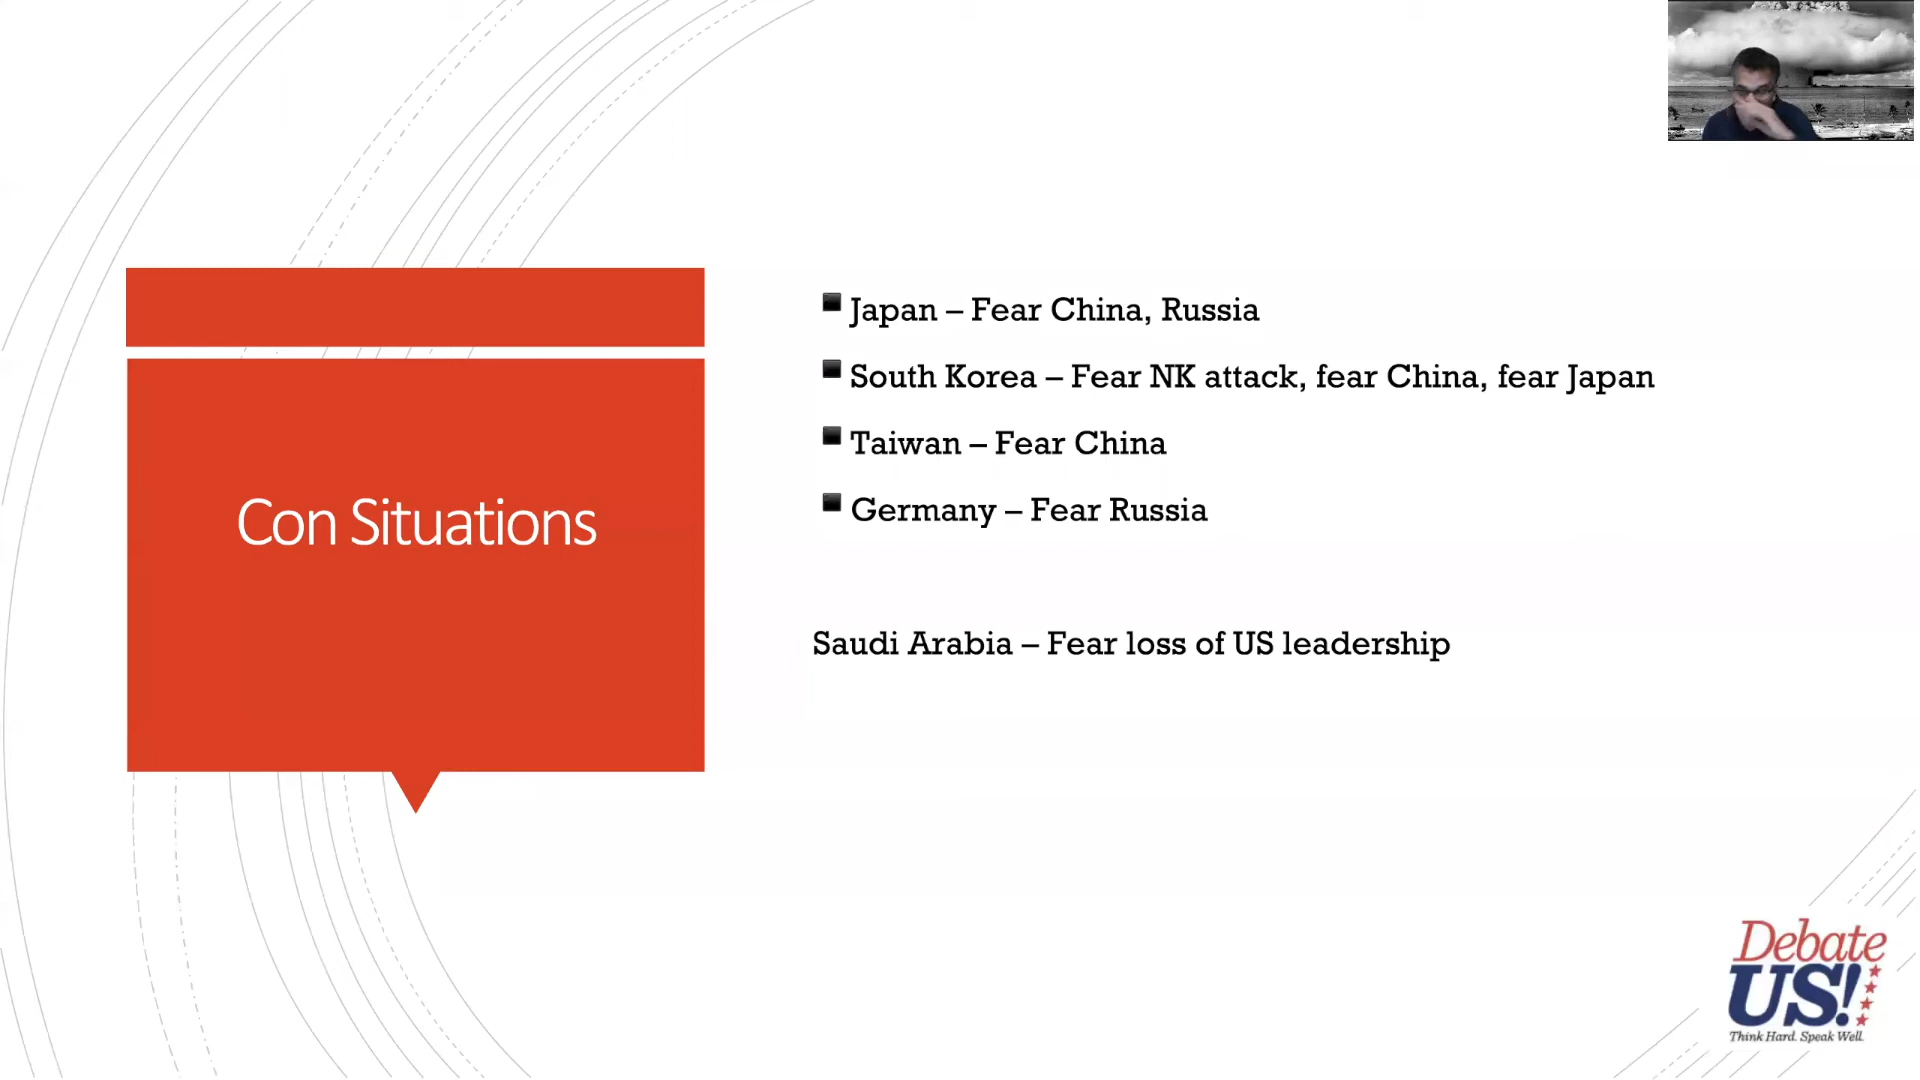 Con Situations
Japan – Fear China, Russia
South Korea – Fear NK attack, fear China, fear Japan
Taiwan – Fear China
Germany – Fear Russia
Saudi Arabia – Fear loss of US leadership
Debate
US!
Think Hard. Speak Well.